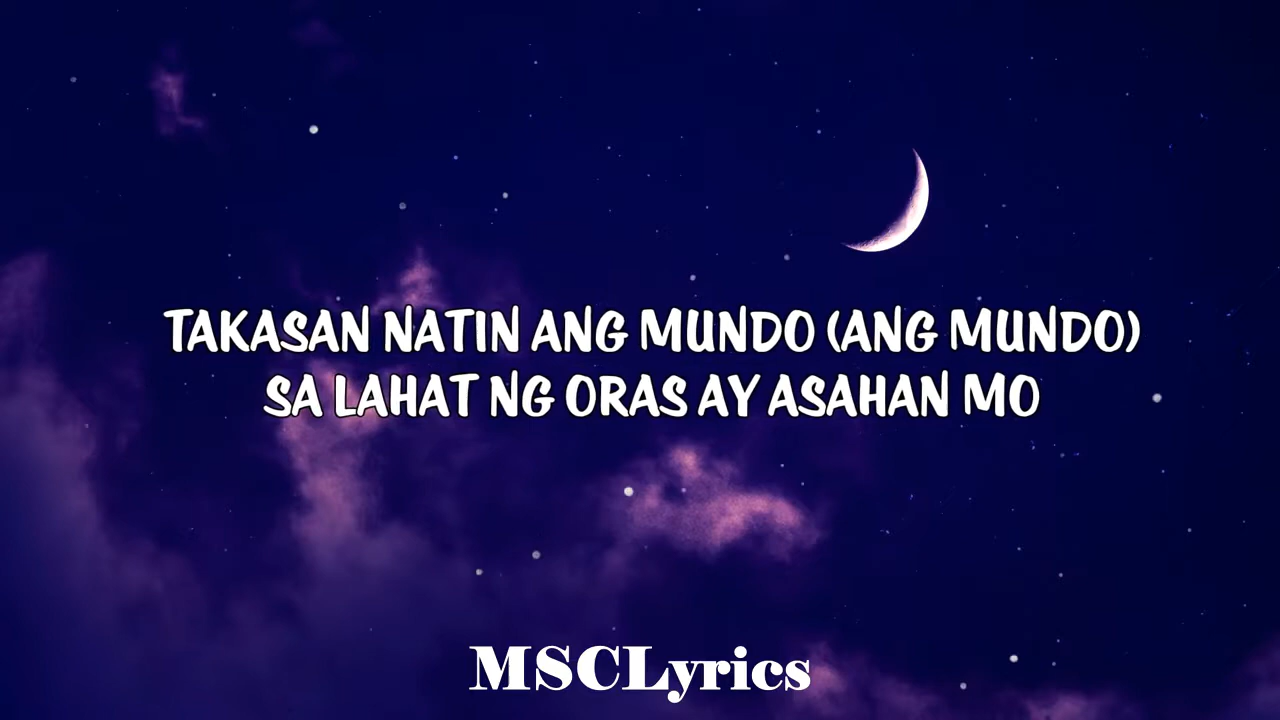 TAKASAN NATIN ANG MUNDO (ANG MUNDO)
SA LAHAT NG ORAS AY ASAHAN MO
MSCLyrics